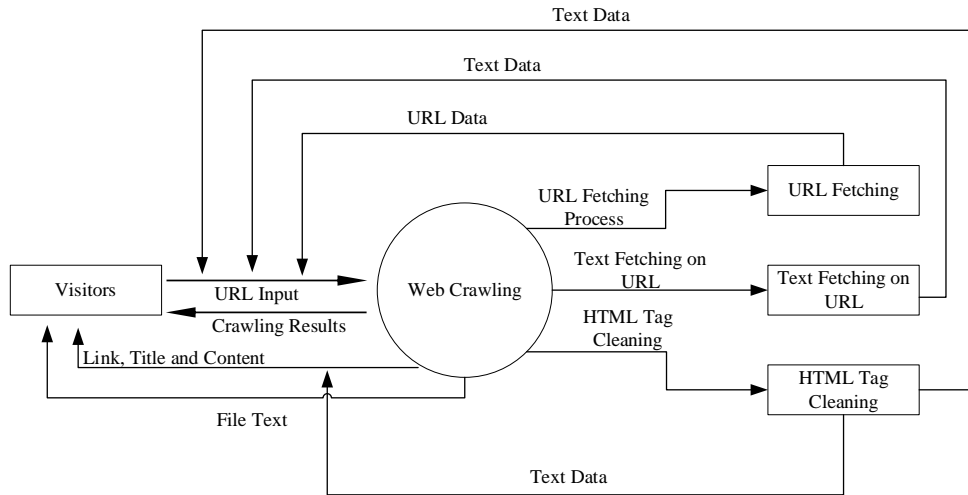 Text Data
Text Data
URL Data
URL Fetching
URL Fetching
Process
Text Fetching on
URL
Text Fetching on
URL
Visitors
URL Input
Web Crawling
Crawling Results
HTML Tag
Cleaning
Link, Title and Content
HTML Tag
Cleaning
File Text
Text Data